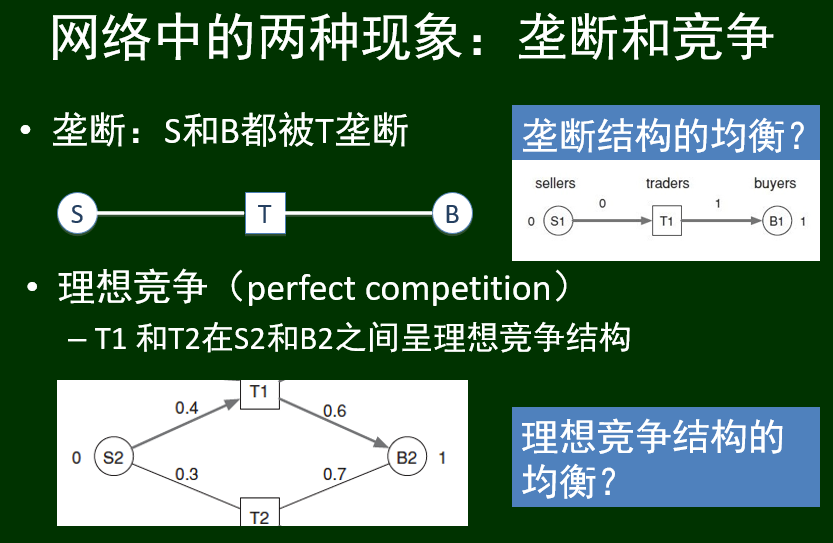 网络中的两种现象：垄断和竞争
• 垄断：S和B都被T垄断
垄断结构的均衡？
sellers traders buyers
0 1
0 S1 T1 B1 1
S T B
• 理想竞争（perfect competition）
– T1 和T2在S2和B2之间呈理想竞争结构
T1
0.4 0.6
0 S2 B2 1
0.3 0.7
T2
理想竞争结构的
均衡？